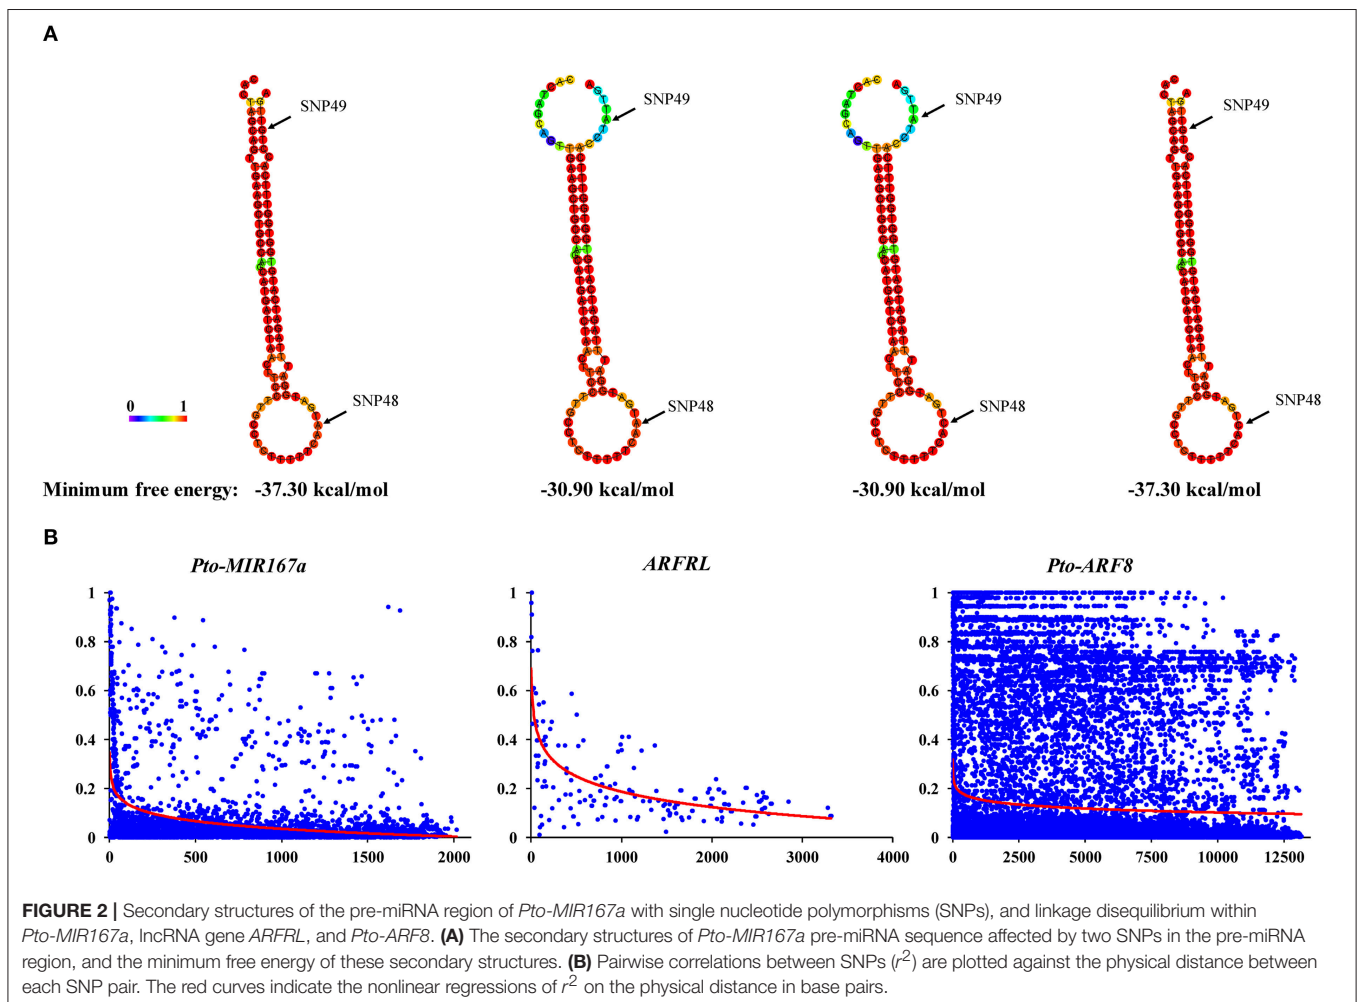 A
SNP49
SNP49
SNP49
SNP49
0 1
SNP48
SNP48
SNP48
SNP48
Minimum free energy: -37.30 kcal/mol -30.90 kcal/mol -30.90 kcal/mol -37.30 kcal/mol
B
Pto-MIR167a
1
0.8
0.6
0.4
0.2
0
0 500 1000 1500 2000
ARFRL
1
0.8
0.6
0.4
0.2
0
0 1000 2000 3000 4000
Pto-ARF8
1
0.8
0.6
0.4
0.2
0
0 2500 5000 7500 10000 12500
FIGURE 2 | Secondary structures of the pre-miRNA region of Pto-MIR167a with single nucleotide polymorphisms (SNPs), and linkage disequilibrium within
Pto-MIR167a, lncRNA gene ARFRL, and Pto-ARF8. (A) The secondary structures of Pto-MIR167a pre-miRNA sequence affected by two SNPs in the pre-miRNA
region, and the minimum free energy of these secondary structures. (B) Pairwise correlations between SNPs (r²) are plotted against the physical distance between
each SNP pair. The red curves indicate the nonlinear regressions of r² on the physical distance in base pairs.